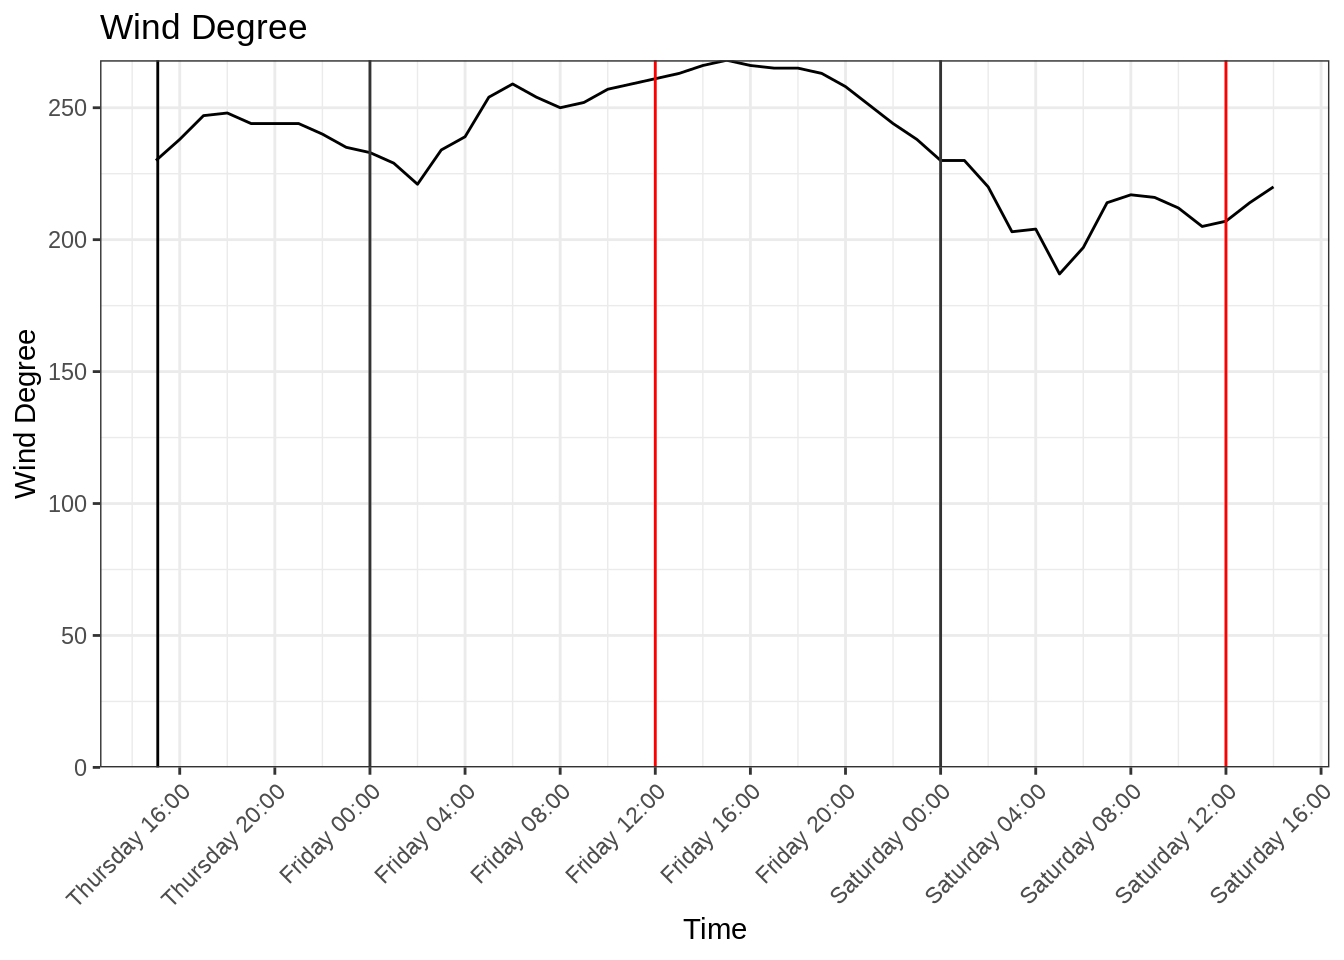 Wind Degree
Wind Degree
250
200
150
100
50
0
Thursday 16:00
Thursday 20:00
Friday 00:00
Friday 04:00
Friday 08:00
Friday 12:00
Friday 16:00
Friday 20:00
Saturday 00:00
Saturday 04:00
Saturday 08:00
Saturday 12:00
Saturday 16:00
Time